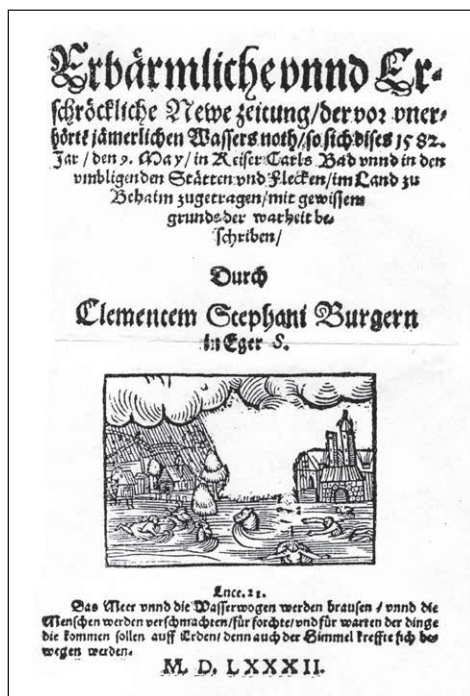 Erbärmliche vnnd Er-
schröckliche Newe zeitung/ der vor vner-
hörte jämerlichen Wassers noth/ so sich dises 1582.
Jar/ den 9. May/ in Keiser Carls Bad vnnd in den
vmbligenden Stätten vnd Flecken/ im Land zu
Behaim zugetragen/ mit gewissem
grunde der warheit be-
schriben/
Durch
Clementem Stephani Burgern
in Eger S.
Luce. 21.
Das Meer vnnd die Wasserwogen werden brausen/ vnnd die
Menschen werden verschmachten/ für forchte/ vnd für warten der dinge
die kommen sollen auff Erden/ denn auch der Himmel kreffte sich be-
wegen werden.
M. D. LXXXII.